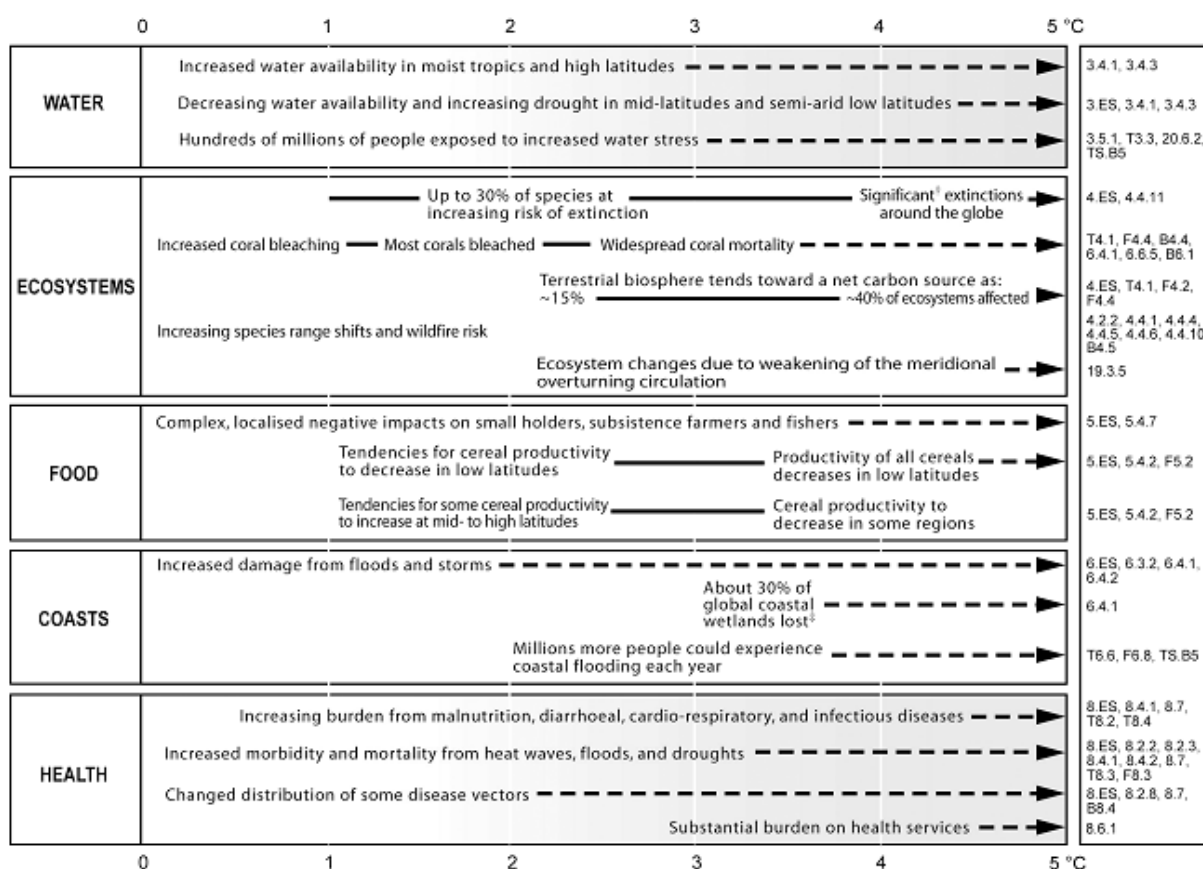 0 1 2 3 4 5 °C
WATER
Increased water availability in moist tropics and high latitudes
3.4.1, 3.4.3
Decreasing water availability and increasing drought in mid-latitudes and semi-arid low latitudes
3.ES, 3.4.1, 3.4.3
Hundreds of millions of people exposed to increased water stress
3.5.1, T3.3, 20.6.2,
TS.B5
ECOSYSTEMS
Up to 30% of species at
increasing risk of extinction
Significant† extinctions
around the globe
4.ES, 4.4.11
Increased coral bleaching Most corals bleached Widespread coral mortality
T4.1, F4.4, B4.4,
6.4.1, 6.6.5, B6.1
Terrestrial biosphere tends toward a net carbon source as:
~15% ~40% of ecosystems affected
4.ES, T4.1, F4.2,
F4.4
Increasing species range shifts and wildfire risk
4.2.2, 4.4.1, 4.4.4,
4.4.5, 4.4.6, 4.4.10,
B4.5
Ecosystem changes due to weakening of the meridional
overturning circulation
19.3.5
FOOD
Complex, localised negative impacts on small holders, subsistence farmers and fishers
5.ES, 5.4.7
Tendencies for cereal productivity
to decrease in low latitudes
Productivity of all cereals
decreases in low latitudes
5.ES, 5.4.2, F5.2
Tendencies for some cereal productivity
to increase at mid- to high latitudes
Cereal productivity to
decrease in some regions
5.ES, 5.4.2, F5.2
COASTS
Increased damage from floods and storms
6.ES, 6.3.2, 6.4.1,
6.4.2
About 30% of
global coastal
wetlands lost‡
6.4.1
Millions more people could experience
coastal flooding each year
T6.6, F6.8, TS.B5
HEALTH
Increasing burden from malnutrition, diarrhoeal, cardio-respiratory, and infectious diseases
8.ES, 8.4.1, 8.7,
T8.2, T8.4
Increased morbidity and mortality from heat waves, floods, and droughts
8.ES, 8.2.2, 8.2.3,
8.4.1, 8.4.2, 8.7,
T8.3, F8.3
Changed distribution of some disease vectors
8.ES, 8.2.8, 8.7,
B8.4
Substantial burden on health services
8.6.1
0 1 2 3 4 5 °C